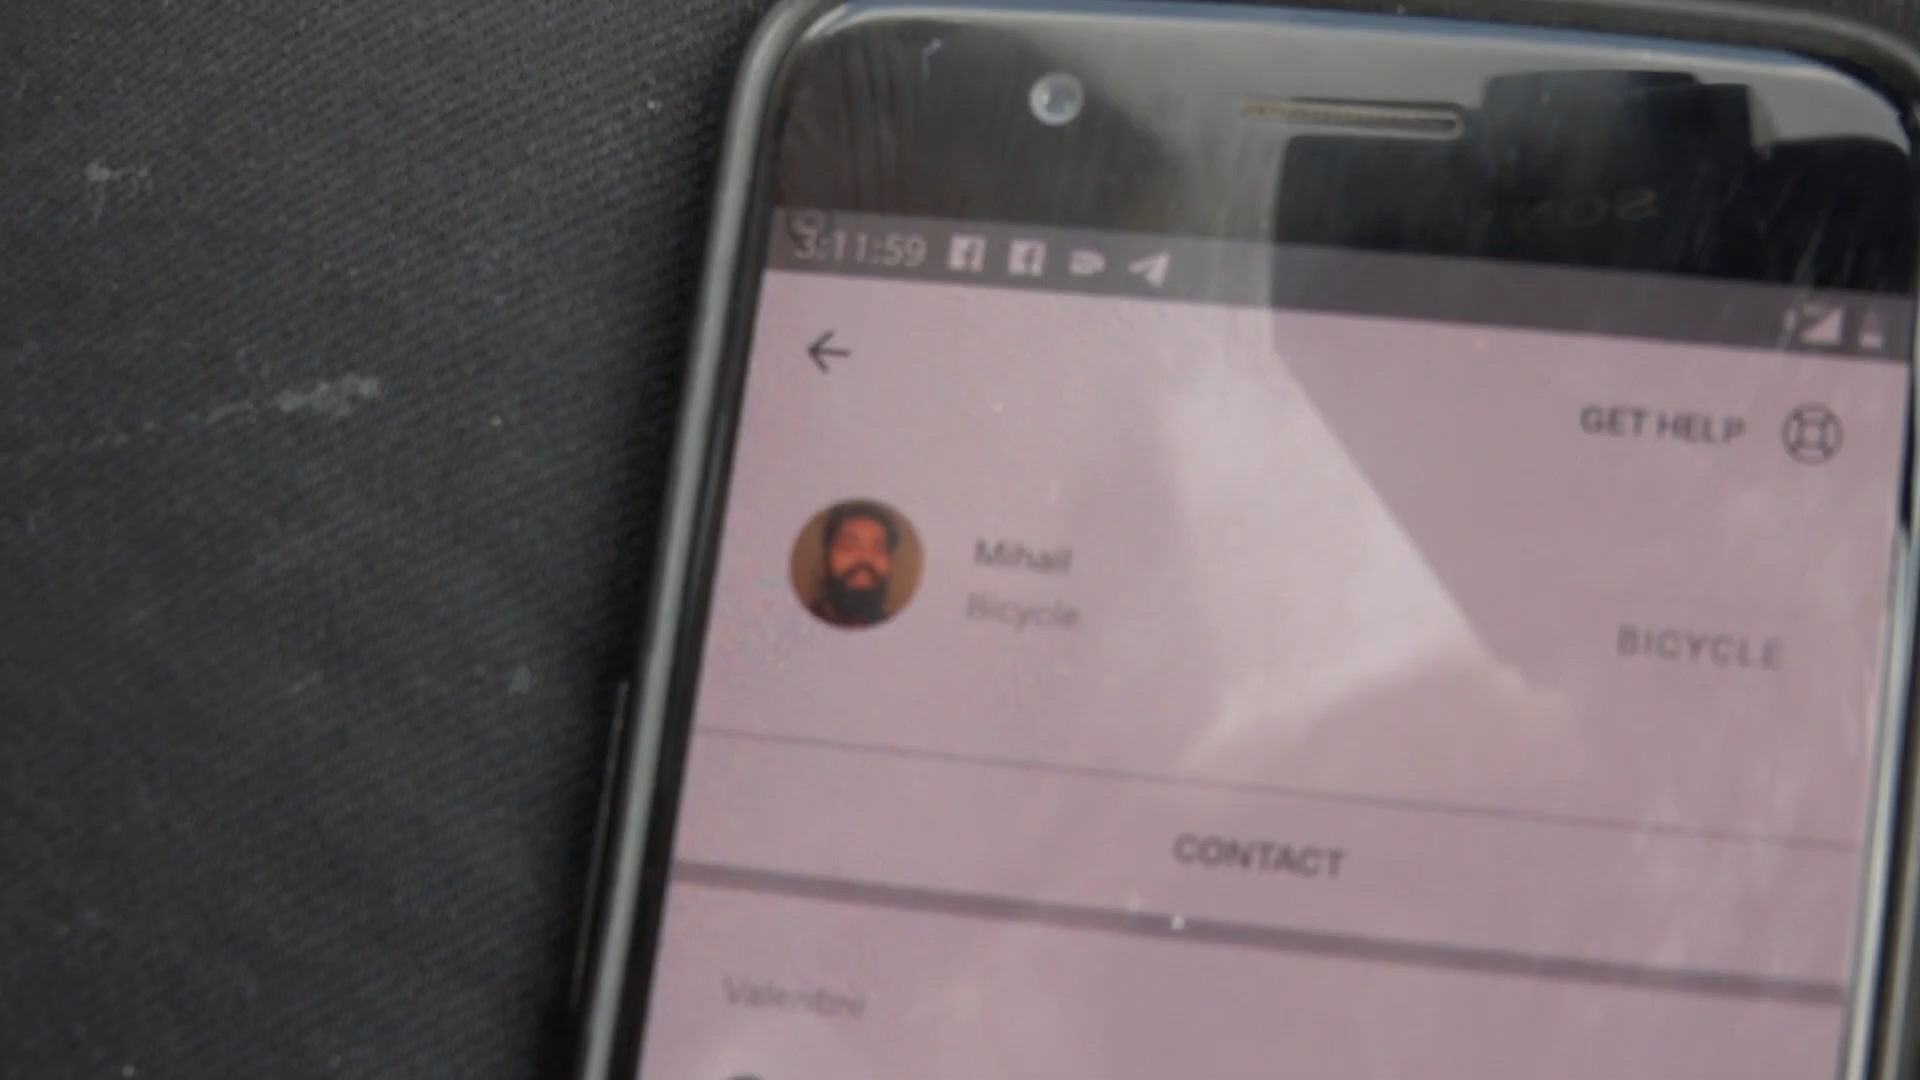 3:11:59
GET HELP
Mihail
Bicycle
BICYCLE
CONTACT